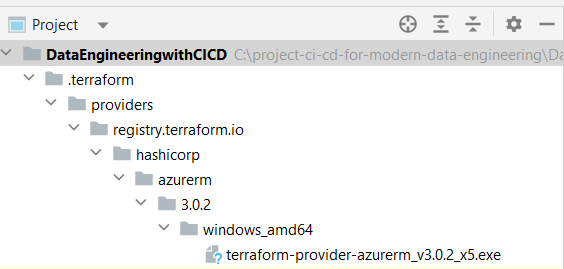 Project
DataEngineeringwithCICD C:\project-ci-cd-for-modern-data-engineering\Da
.terraform
providers
registry.terraform.io
hashicorp
azurerm
3.0.2
windows_amd64
terraform-provider-azurerm_v3.0.2_x5.exe